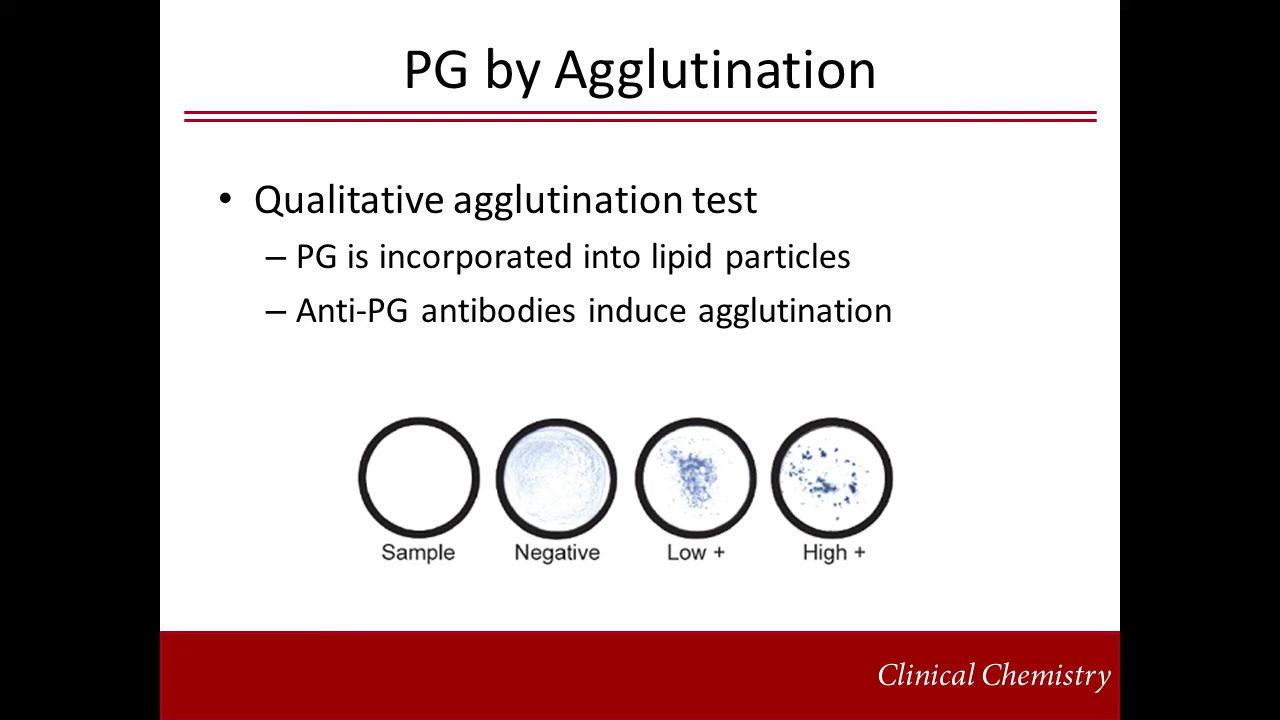 PG by Agglutination
• Qualitative agglutination test
– PG is incorporated into lipid particles
– Anti-PG antibodies induce agglutination
Sample Negative Low + High +
Clinical Chemistry